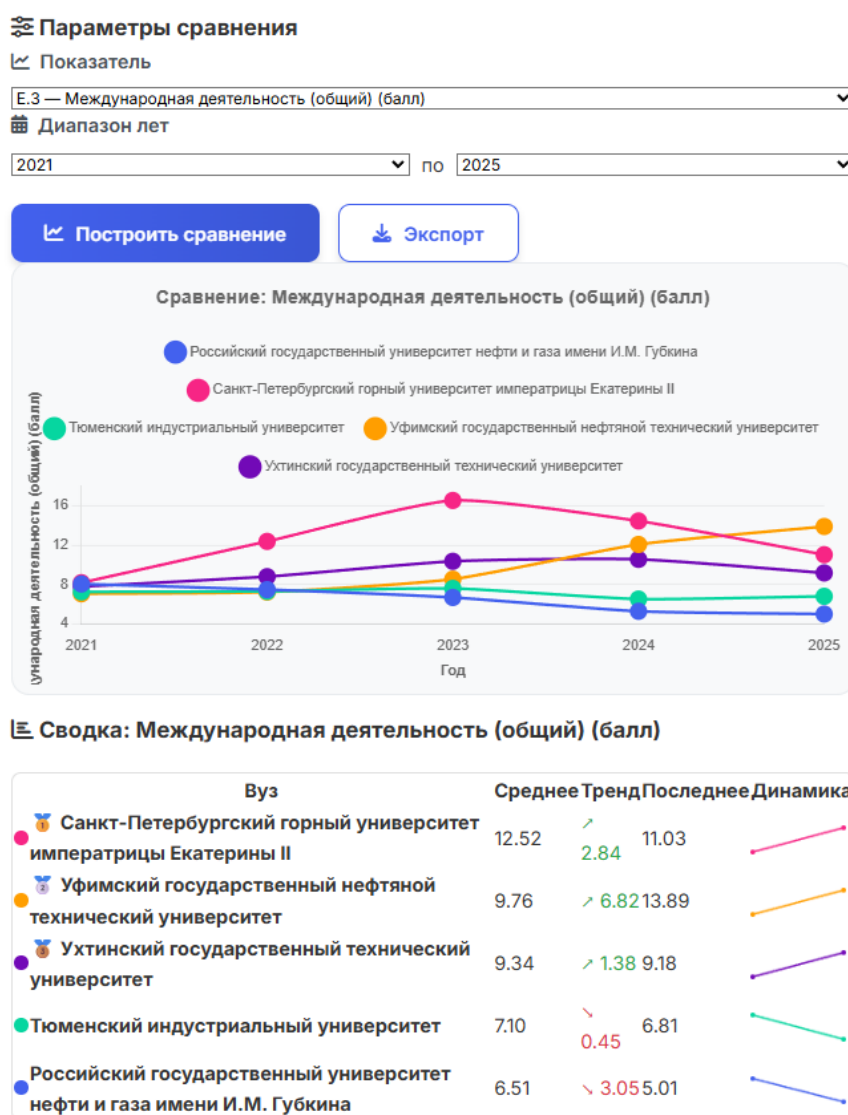 Параметры сравнения
Показатель
E.3 — Международная деятельность (общий) (балл)
Диапазон лет
2021 по 2025
Построить сравнение Экспорт
Сравнение: Международная деятельность (общий) (балл)
Российский государственный университет нефти и газа имени И.М. Губкина
Санкт-Петербургский горный университет императрицы Екатерины II
Тюменский индустриальный университет Уфимский государственный нефтяной технический университет
Ухтинский государственный технический университет
ународная деятельность (общий) (балл)
16
12
8
4
2021 2022 2023 2024 2025
Год
Сводка: Международная деятельность (общий) (балл)
Вуз Среднее Тренд Последнее Динамика
Санкт-Петербургский горный университет
императрицы Екатерины II
12.52 ↗ 2.84 11.03
Уфимский государственный нефтяной
технический университет
9.76 ↗ 6.82 13.89
Ухтинский государственный технический
университет
9.34 ↗ 1.38 9.18
Тюменский индустриальный университет 7.10 ↘ 0.45 6.81
Российский государственный университет
нефти и газа имени И.М. Губкина
6.51 ↘ 3.05 5.01